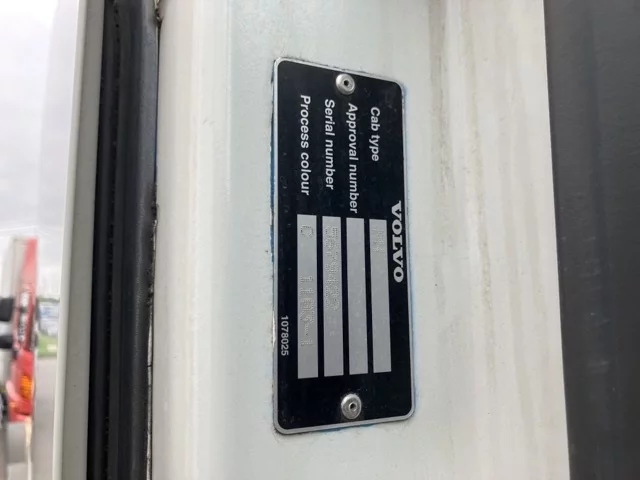 VOLVO
Cab type
Approval number
Serial number
Process colour C
1078025